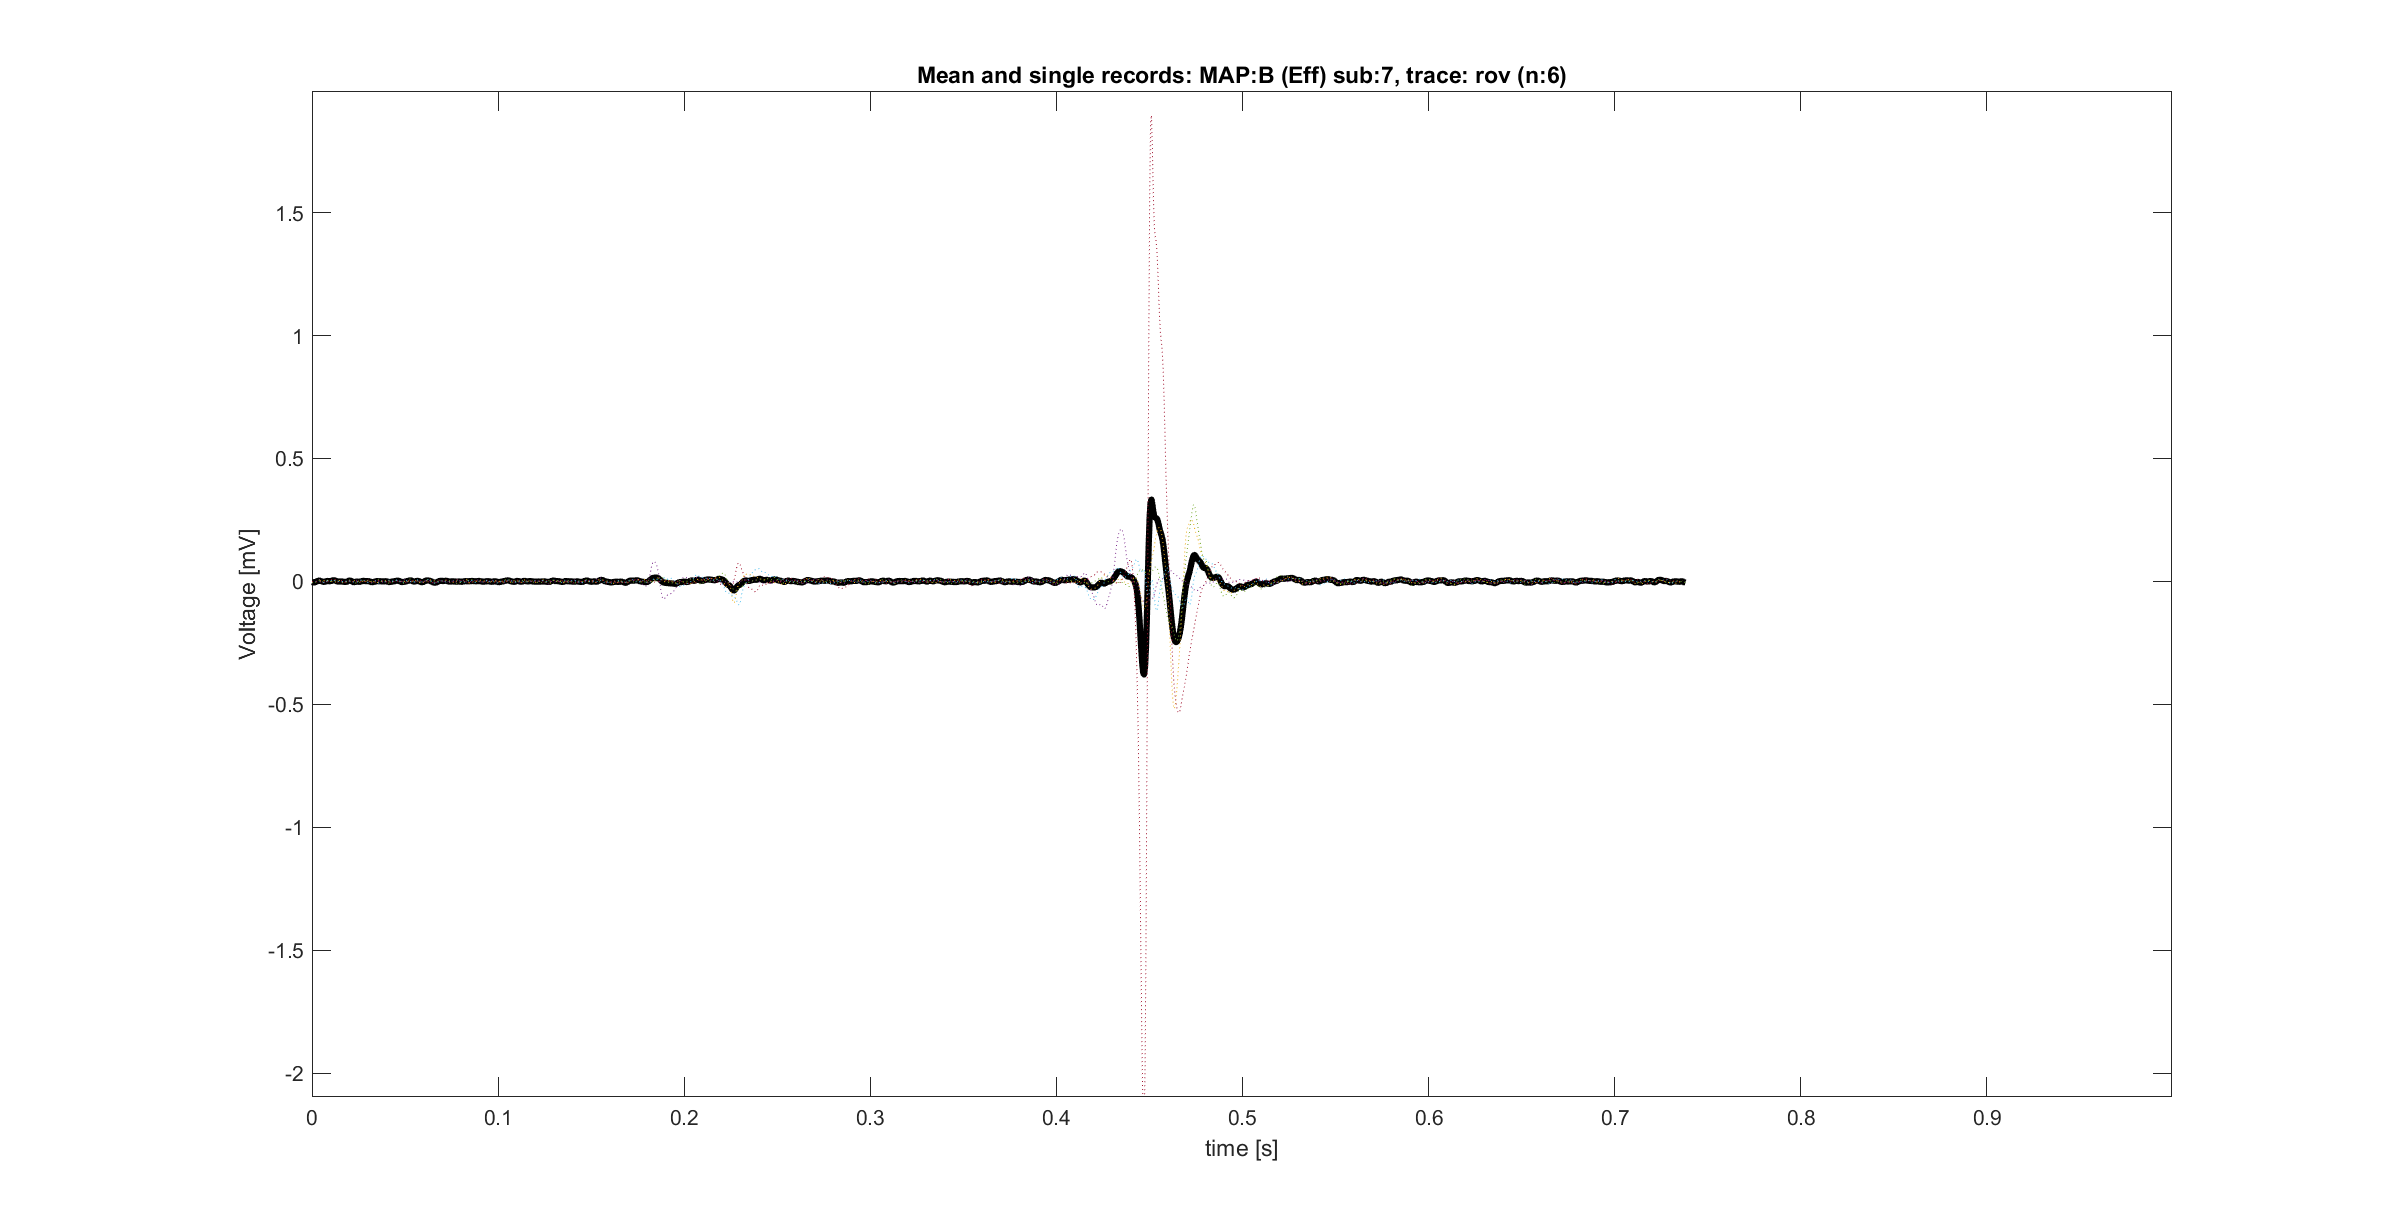 Mean and single records: MAP:B (Eff) sub:7, trace: rov (n:6)
1.5
1
0.5
0
-0.5
-1
-1.5
-2
Voltage [mV]
0 0.1 0.2 0.3 0.4 0.5 0.6 0.7 0.8 0.9
time [s]